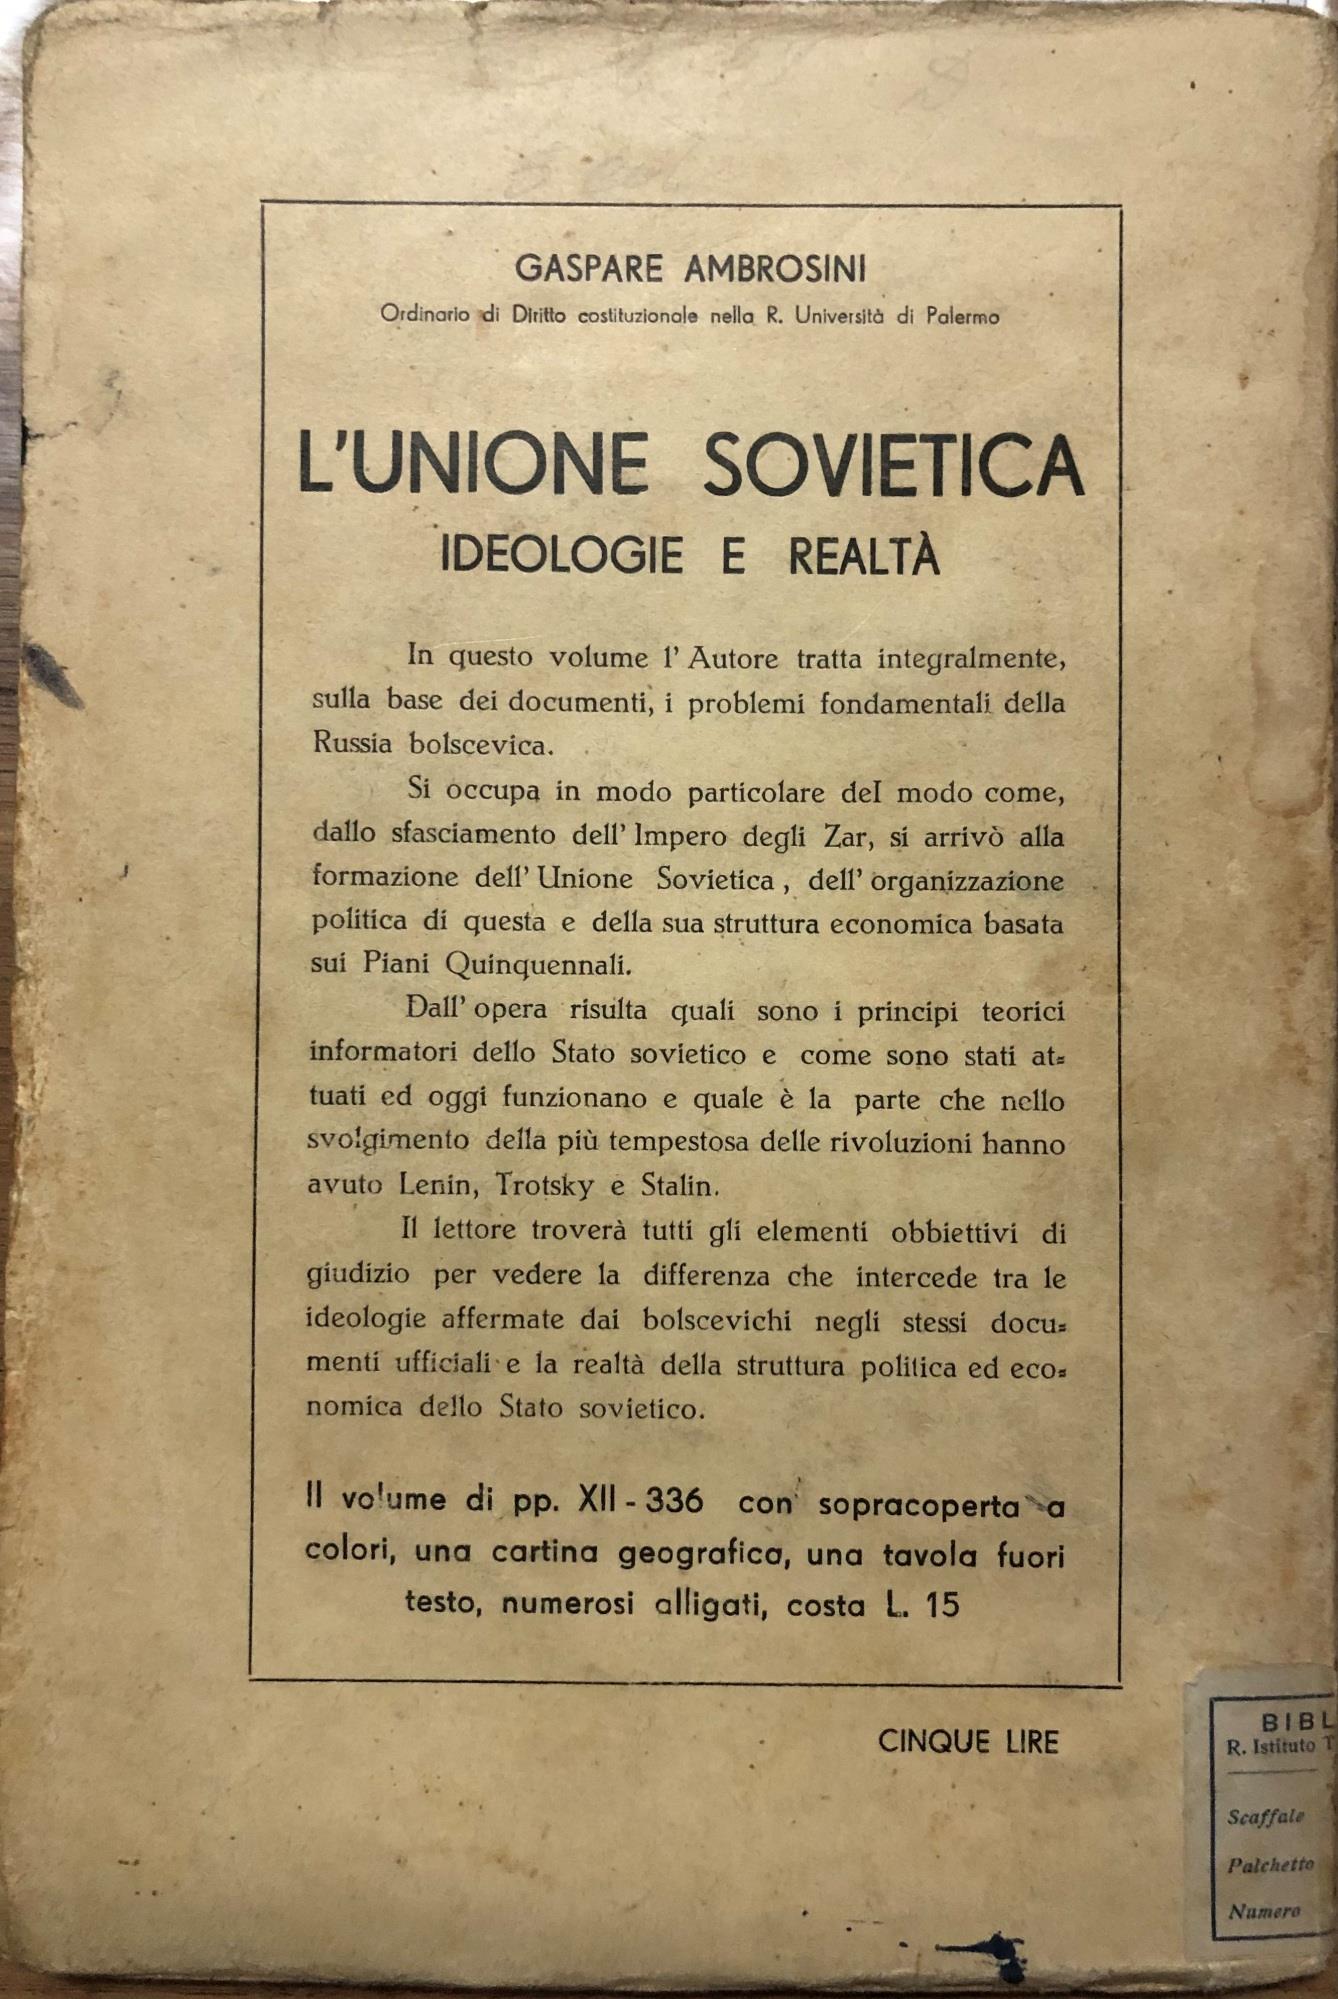 GASPARE AMBROSINI
Ordinario di Diritto costituzionale nella R. Università di Palermo
L'UNIONE SOVIETICA
IDEOLOGIE E REALTÀ
In questo volume l' Autore tratta integralmente,
sulla base dei documenti, i problemi fondamentali della
Russia bolscevica.
Si occupa in modo particolare del modo come,
dallo sfasciamento dell' Impero degli Zar, si arrivò alla
formazione dell' Unione Sovietica, dell' organizzazione
politica di questa e della sua struttura economica basata
sui Piani Quinquennali.
Dall' opera risulta quali sono i principi teorici
informatori dello Stato sovietico e come sono stati at=
tuati ed oggi funzionano e quale è la parte che nello
svolgimento della più tempestosa delle rivoluzioni hanno
avuto Lenin, Trotsky e Stalin.
Il lettore troverà tutti gli elementi obbiettivi di
giudizio per vedere la differenza che intercede tra le
ideologie affermate dai bolscevichi negli stessi docu=
menti ufficiali e la realtà della struttura politica ed eco=
nomica dello Stato sovietico.
Il volume di pp. XII - 336 con sopracoperta a
colori, una cartina geografica, una tavola fuori
testo, numerosi alligati, costa L. 15
CINQUE LIRE
BIBL
R. Istituto T
Scaffale
Palchetto
Numero